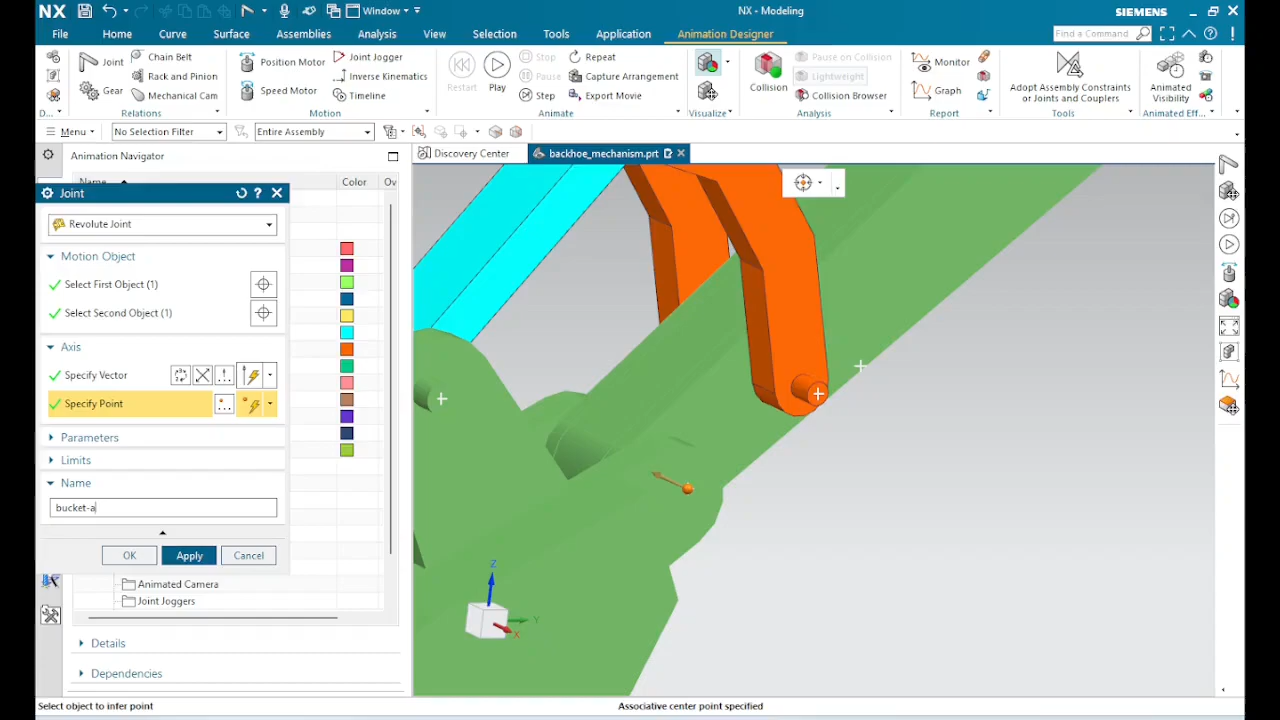 NX
Window
NX - Modeling
SIEMENS
File
Home
Curve
Surface
Assemblies
Analysis
View
Selection
Tools
Application
Animation Designer
Find a Command
Joint
Chain Belt
Gear
Rack and Pinion
Mechanical Cam
Position Motor
Speed Motor
Joint Jogger
Inverse Kinematics
Timeline
Restart
Play
Stop
Pause
Step
Repeat
Capture Arrangement
Export Movie
Collision
Pause on Collision
Lightweight
Collision Browser
Monitor
Graph
Adopt Assembly Constraints
or Joints and Couplers
Animated
Visibility
D...
Relations
Motion
Animate
Visualize
Analysis
Report
Tools
Animated Eff...
Menu
No Selection Filter
Entire Assembly
Animation Navigator
Discovery Center
backhoe_mechanism.prt
Name
Color
Ov
Joint
Revolute Joint
Motion Object
Select First Object (1)
Select Second Object (1)
Axis
Specify Vector
Specify Point
Parameters
Limits
Name
bucket-a
OK
Apply
Cancel
Animated Camera
Joint Joggers
Details
Dependencies
Z
Y
X
Select object to infer point
Associative center point specified